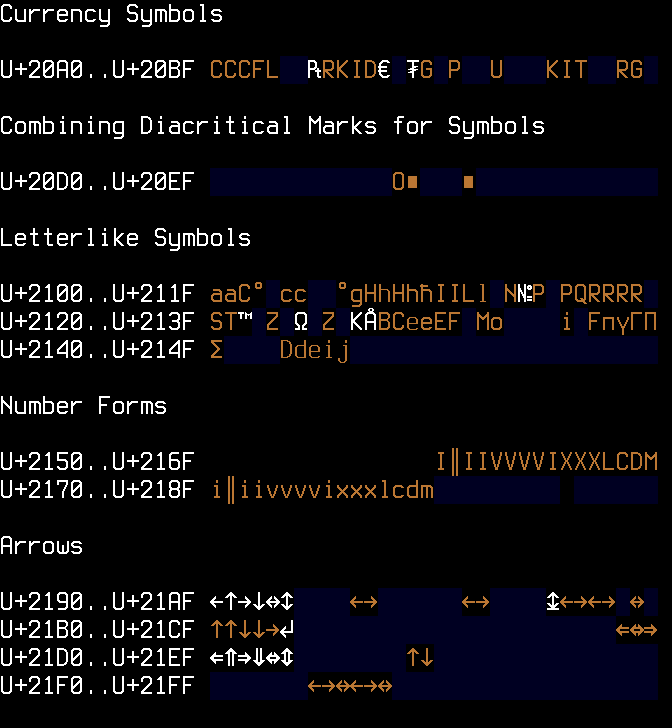 Currency Symbols
U+20A0..U+20BF CCCFL  ℞RKID€ ₮G P  U   KIT  RG
Combining Diacritical Marks for Symbols
U+20D0..U+20EF O■   ■
Letterlike Symbols
U+2100..U+211F aaC° cc  °gHhHhħIILl N№P PQRRRR
U+2120..U+213F ST™ Z Ω Z KÅBCeeEF Mo    i FπγΓΠ
U+2140..U+214F Σ    Ddeij
Number Forms
U+2150..U+216F I‖IIVVVVIXXXLCDM
U+2170..U+218F i‖iivvvvixxxlcdm
Arrows
U+2190..U+21AF ←↑→↓↔↕    ←→      ←→    ↨←→←→ ↔
U+21B0..U+21CF ↑↑↓↓→↵ ⇐⇔⇒
U+21D0..U+21EF ⇐⇑⇒⇓⇔⇕        ↑↓
U+21F0..U+21FF ←→↔←→↔